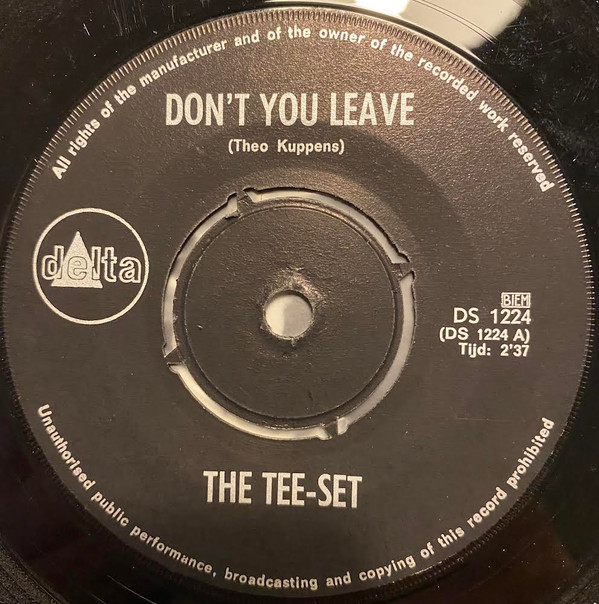 All rights of the manufacturer and of the owner of the recorded work reserved
DON'T YOU LEAVE
(Theo Kuppens)
delta
BIEM
DS 1224
(DS 1224 A)
Tijd: 2'37
THE TEE-SET
Unauthorised public performance, broadcasting and copying of this record prohibited